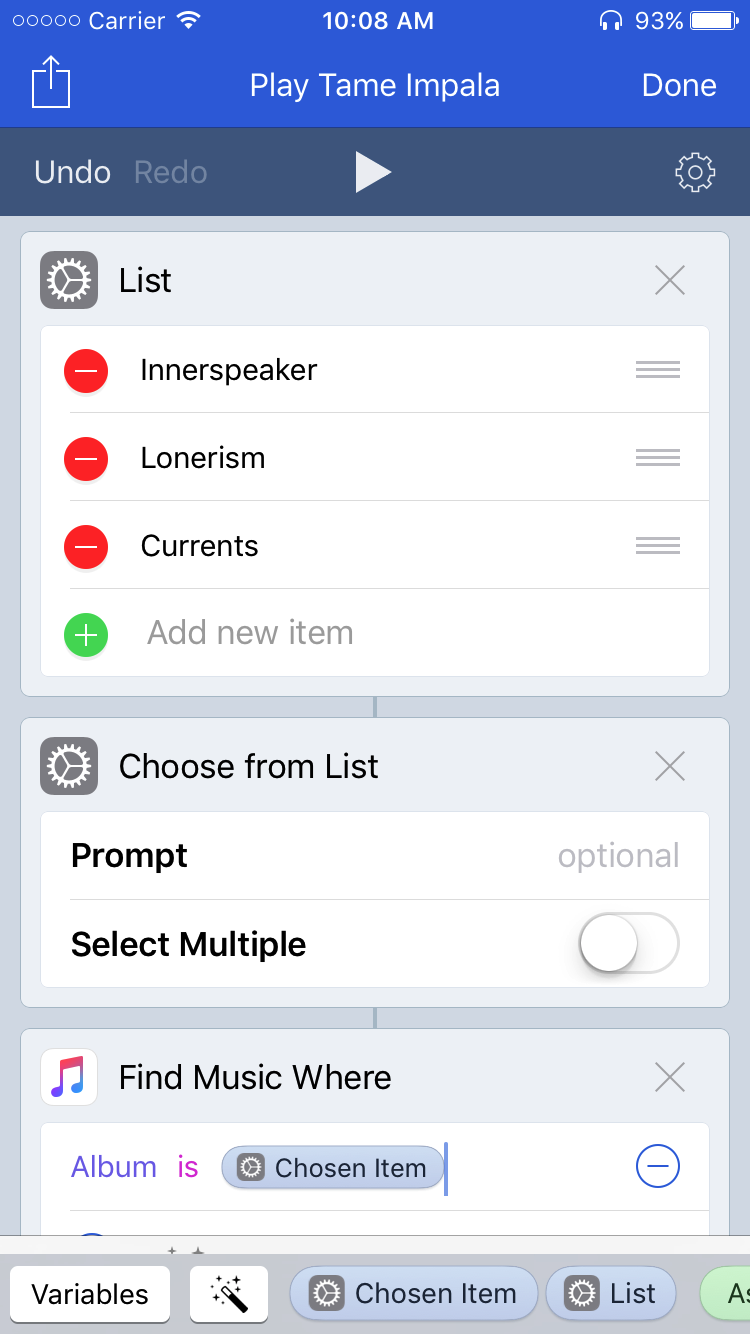 Carrier 10:08 AM 93%
Play Tame Impala Done
Undo Redo
List
Innerspeaker
Lonerism
Currents
Add new item
Choose from List
Prompt optional
Select Multiple
Find Music Where
Album is Chosen Item
Variables Chosen Item List